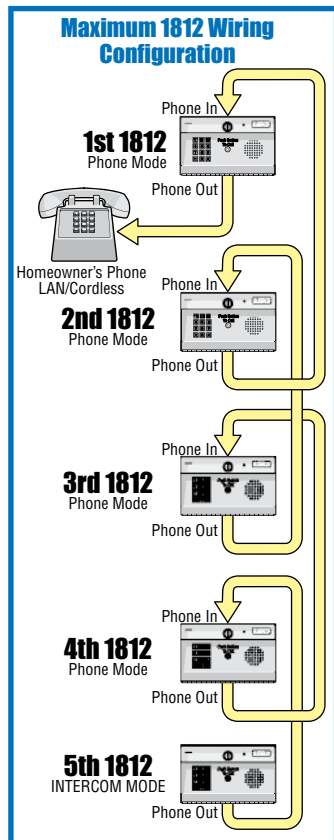 Maximum 1812 Wiring
Configuration
Phone In
1st 1812
Phone Mode
Phone Out
Homeowner's Phone
LAN/Cordless
Phone In
2nd 1812
Phone Mode
Phone Out
Phone In
3rd 1812
Phone Mode
Phone Out
Phone In
4th 1812
Phone Mode
Phone Out
5th 1812
INTERCOM MODE
Phone Out